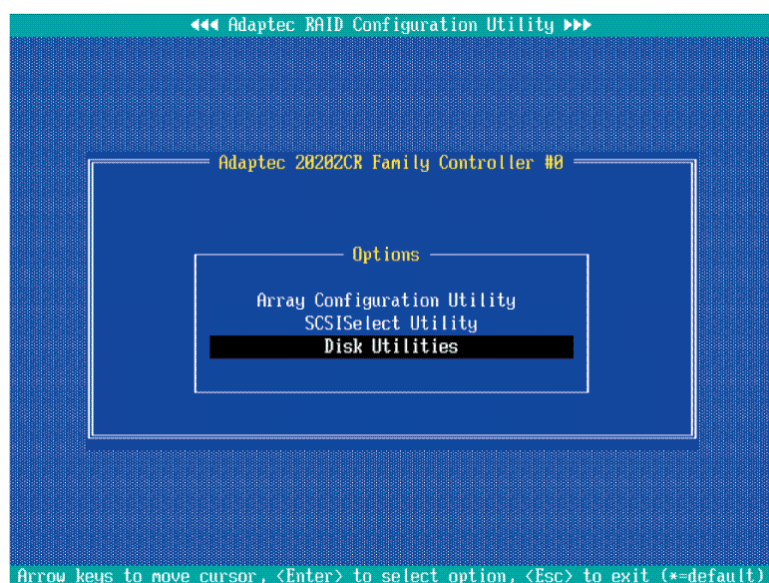 ◄◄◄ Adaptec RAID Configuration Utility ►►►
Adaptec 2020ZCR Family Controller #0
Options
Array Configuration Utility
SCSISelect Utility
Disk Utilities
Arrow keys to move cursor, <Enter> to select option, <Esc> to exit (*=default)